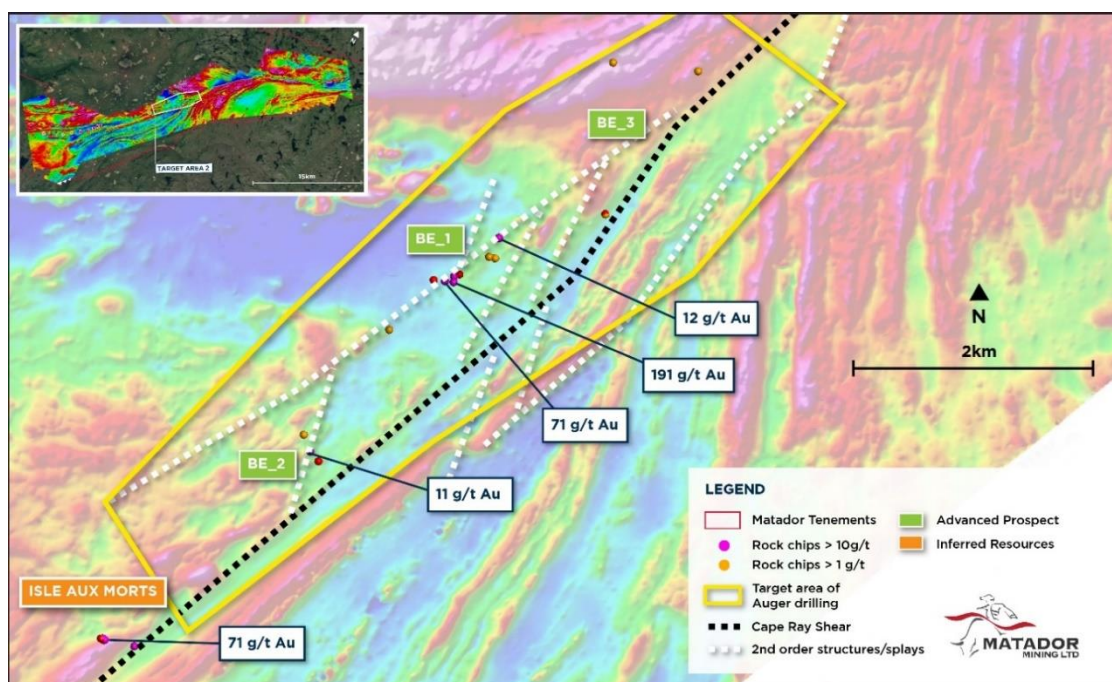 TARGET AREA 2
15km
BE_3
BE_1
12 g/t Au
N
2km
191 g/t Au
71 g/t Au
BE_2
11 g/t Au
ISLE AUX MORTS
71 g/t Au
LEGEND
Matador Tenements
Rock chips > 10g/t
Rock chips > 1 g/t
Target area of
Auger drilling
Cape Ray Shear
2nd order structures/splays
Advanced Prospect
Inferred Resources
MATADOR
MINING LTD